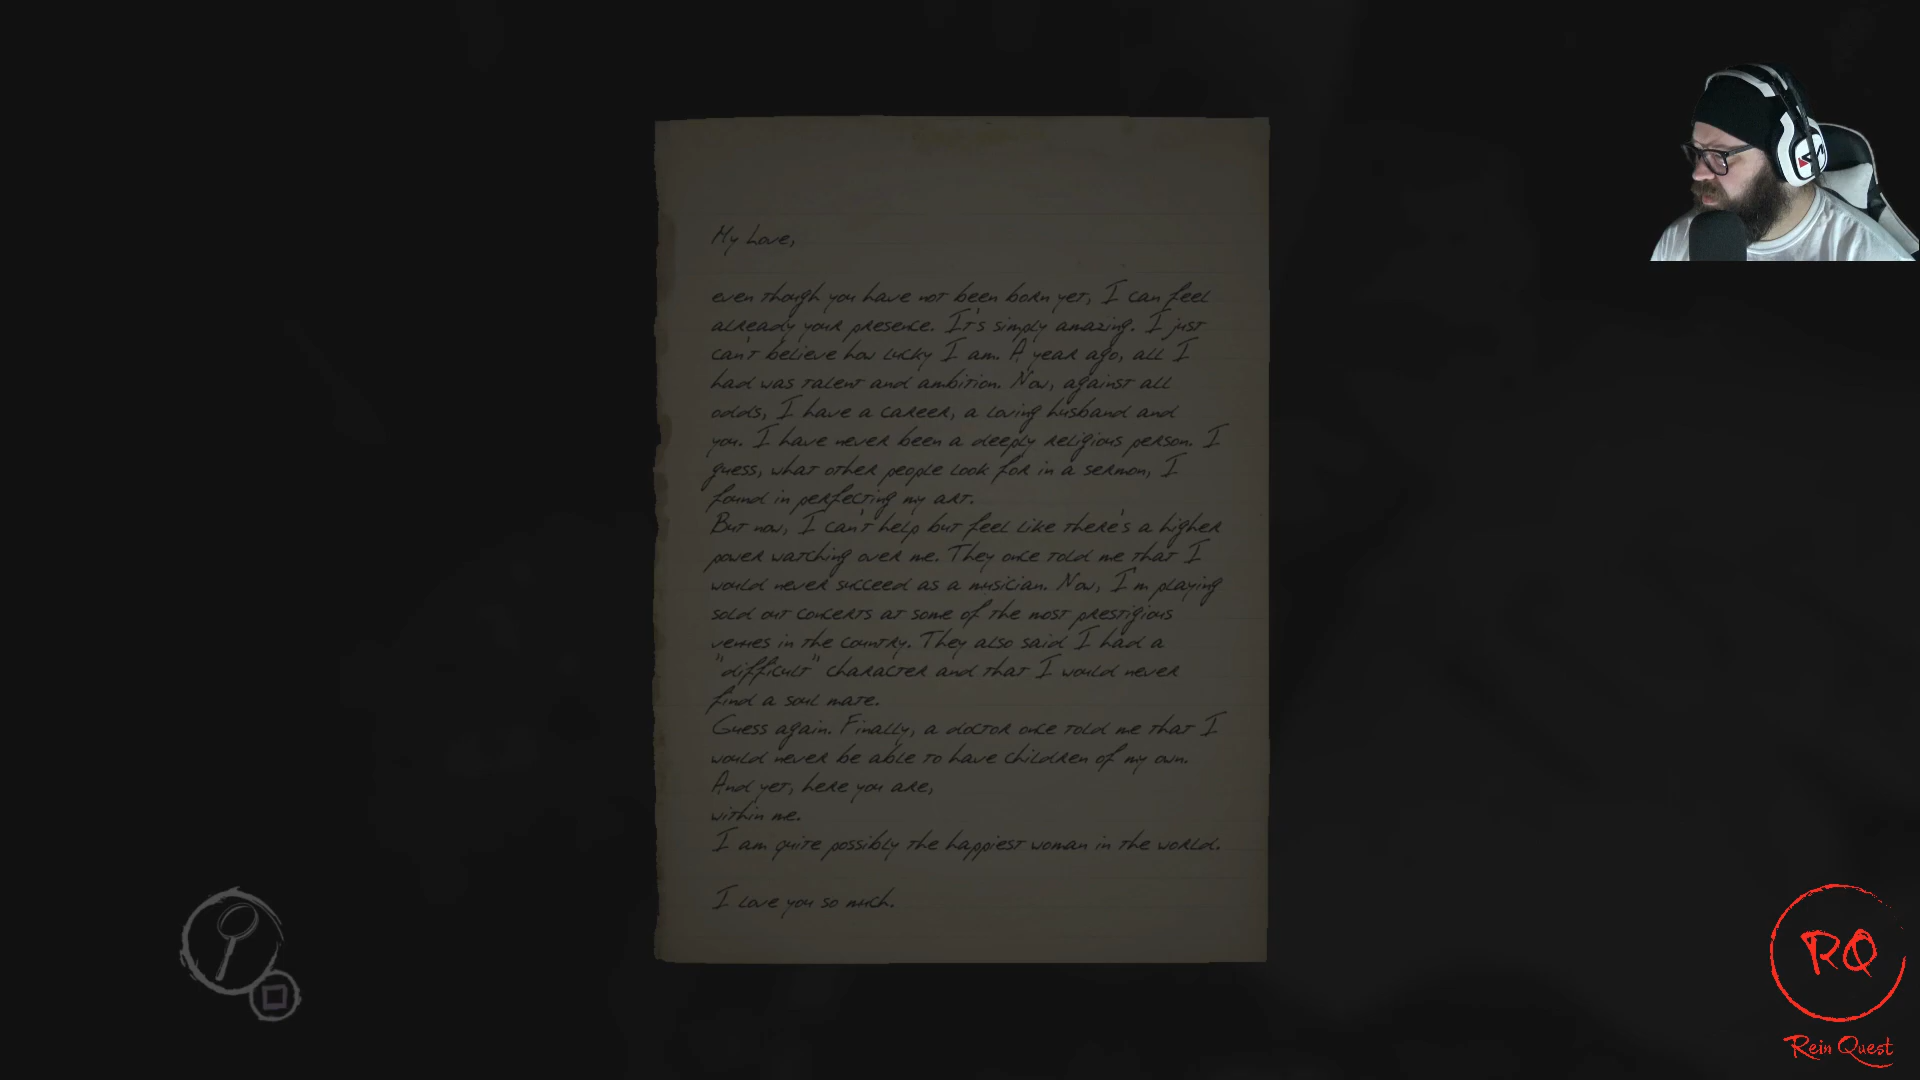 My Love,
even though you have not been born yet, I can feel
already your presence. It's simply amazing. I just
can't believe how lucky I am. A year ago, all I
had was talent and ambition. Now, against all
odds, I have a career, a loving husband and
you. I have never been a deeply religious person. I
guess, what other people look for in a sermon, I
found in perfecting my art.
But now, I can't help but feel like there's a higher
power watching over me. They once told me that I
would never succeed as a musician. Now, I'm playing
sold out concerts at some of the most prestigious
venues in the country. They also said I had a
"difficult" character and that I would never
find a soul mate.
Guess again. Finally, a doctor once told me that I
would never be able to have children of my own.
And yet, here you are,
within me.
I am quite possibly the happiest woman in the world.
I love you so much.
RQ
Rein Quest